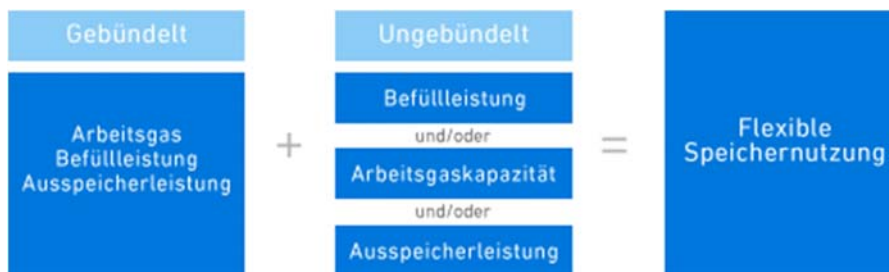 Gebündelt
Arbeitsgas
Befüllleistung
Ausspeicherleistung
+
Ungebündelt
Befüllleistung
und/oder
Arbeitsgaskapazität
und/oder
Ausspeicherleistung
=
Flexible
Speichernutzung